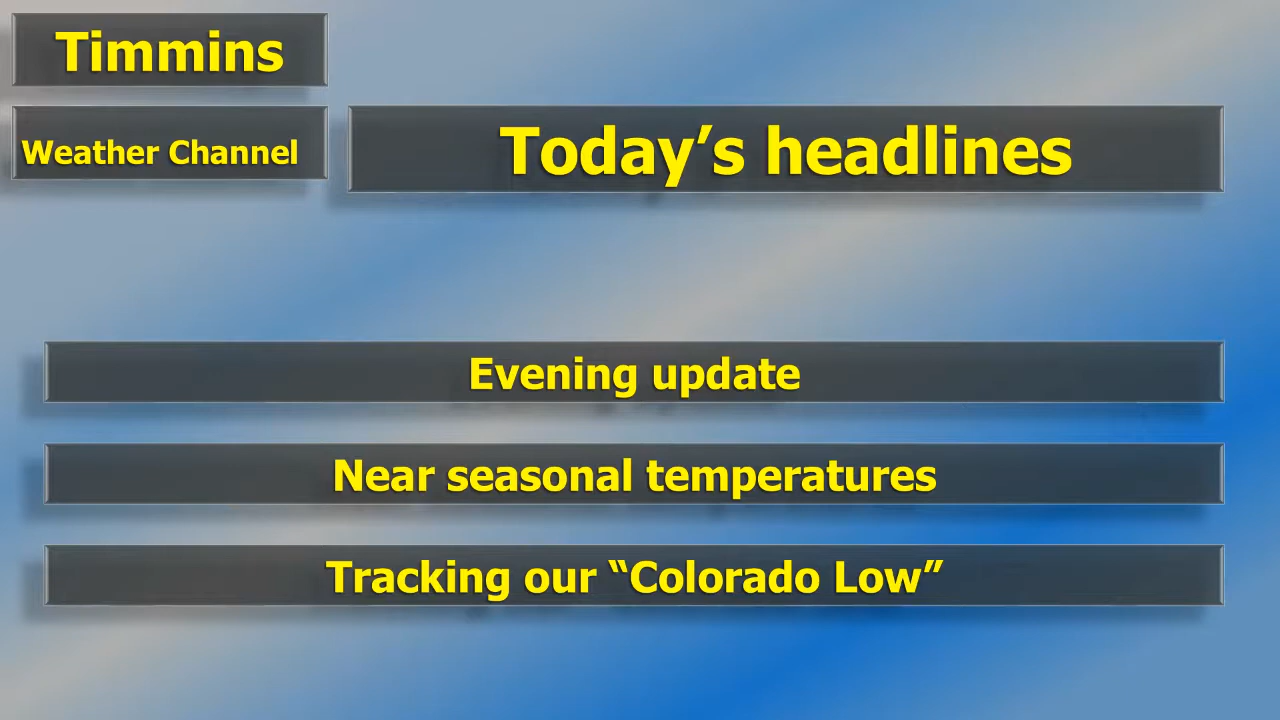 Timmins
Weather Channel
Today’s headlines
Evening update
Near seasonal temperatures
Tracking our “Colorado Low”